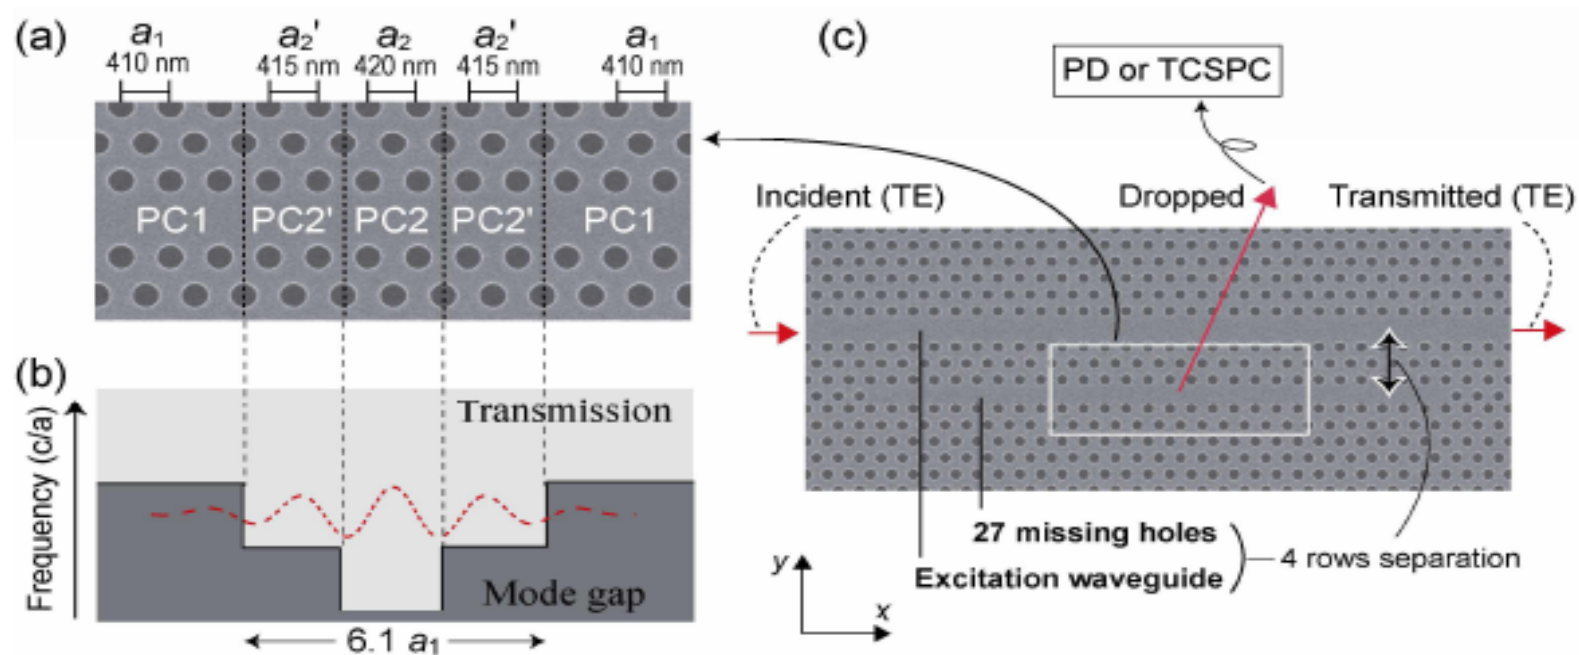 (a)
a₁ a₂' a₂ a₂' a₁
410 nm 415 nm 420 nm 415 nm 410 nm
PC1 PC2' PC2 PC2' PC1
(b)
Frequency (c/a)
Transmission
Mode gap
6.1 a₁
(c)
PD or TCSPC
Incident (TE) Dropped Transmitted (TE)
27 missing holes
Excitation waveguide
4 rows separation
y
x